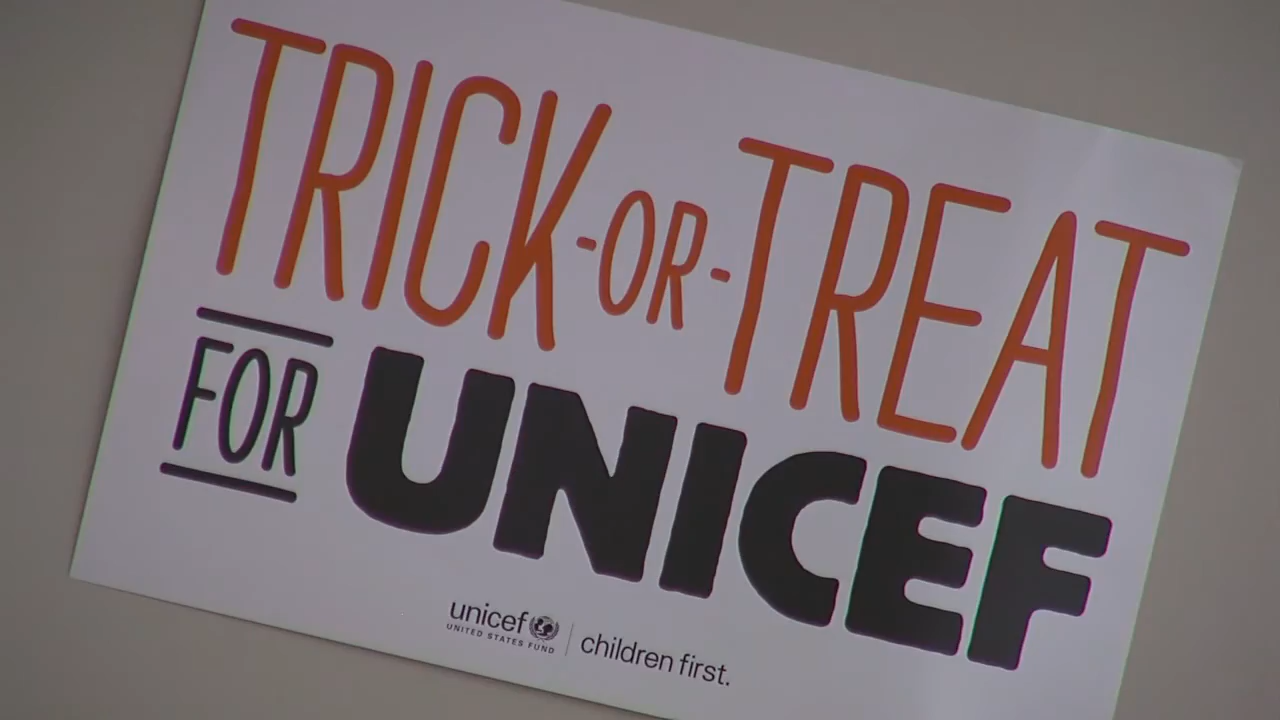 TRICK-OR-TREAT
FOR UNICEF
unicef children first.
UNITED STATES FUND